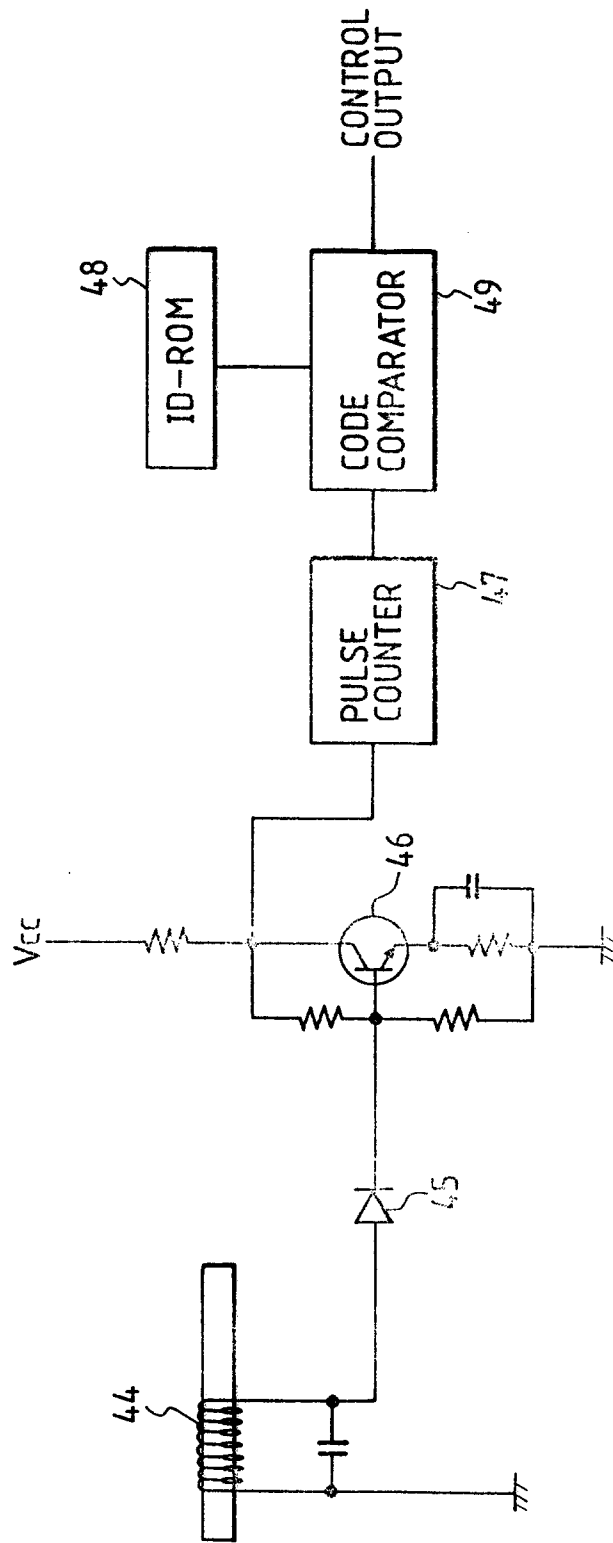 44
45
VCC
46
PULSE
COUNTER
47
48
ID-ROM
CODE
COMPARATOR
49
CONTROL
OUTPUT